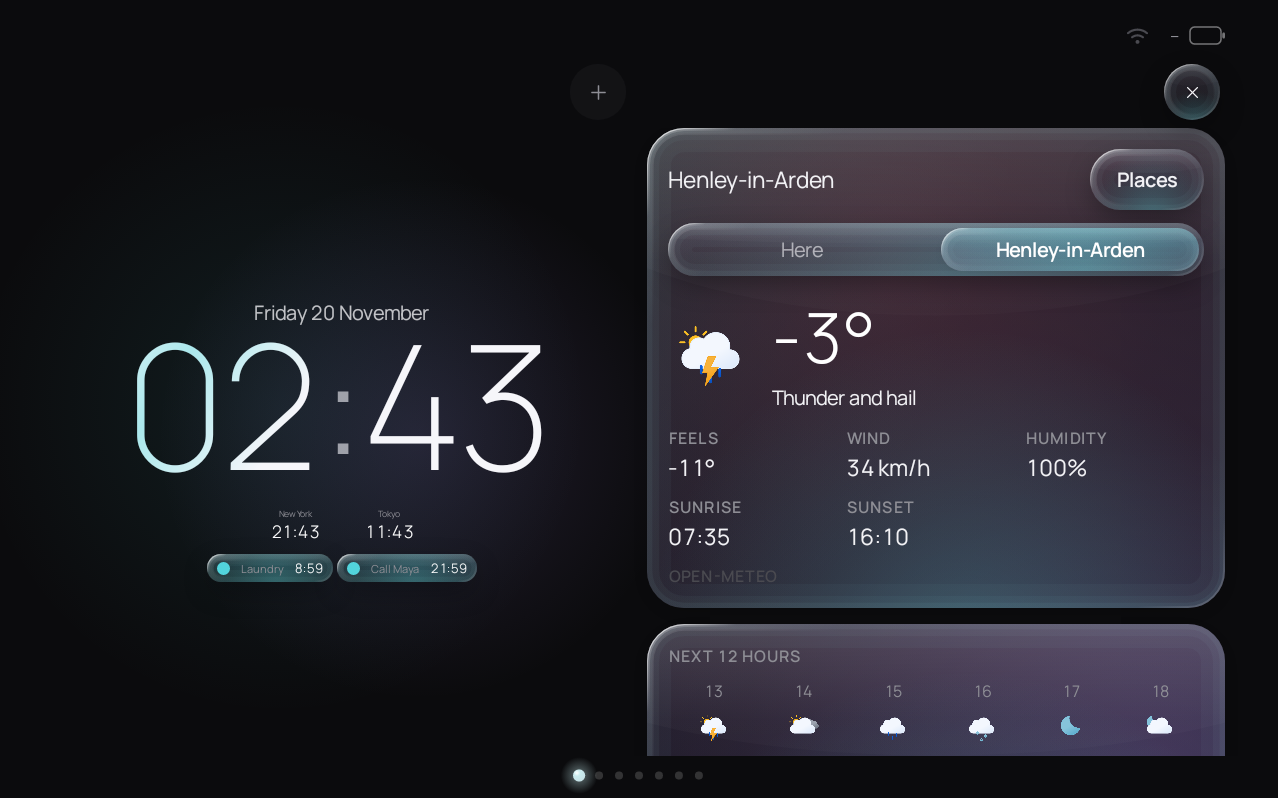 –
+
×
Friday 20 November
02:43
New York
Tokyo
21:43
11:43
Laundry 8:59
Call Maya 21:59
Henley-in-Arden
Places
Here
Henley-in-Arden
-3°
Thunder and hail
FEELS
WIND
HUMIDITY
-11°
34 km/h
100%
SUNRISE
SUNSET
07:35
16:10
OPEN-METEO
NEXT 12 HOURS
13 14 15 16 17 18